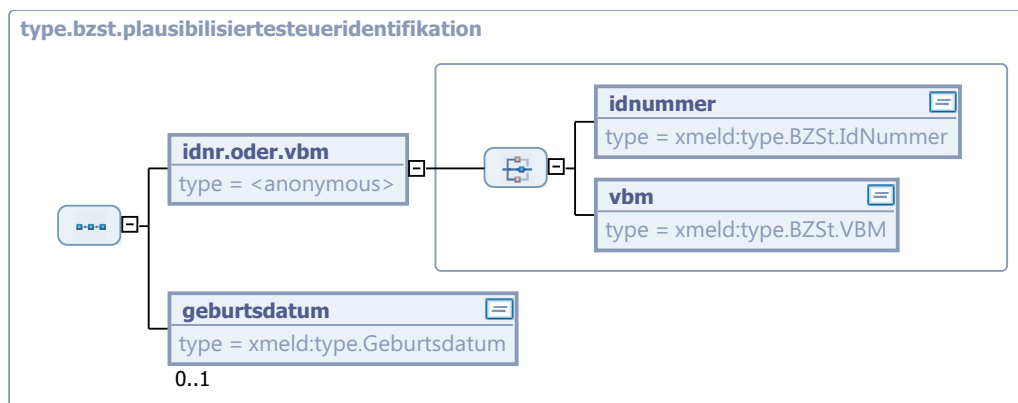 type.bzst.plausibilisiertesteueridentifikation
idnummer
type = xmeld:type.BZSt.IdNummer
idnr.oder.vbm
type = <anonymous>
vbm
type = xmeld:type.BZSt.VBM
geburtsdatum
type = xmeld:type.Geburtsdatum
0..1